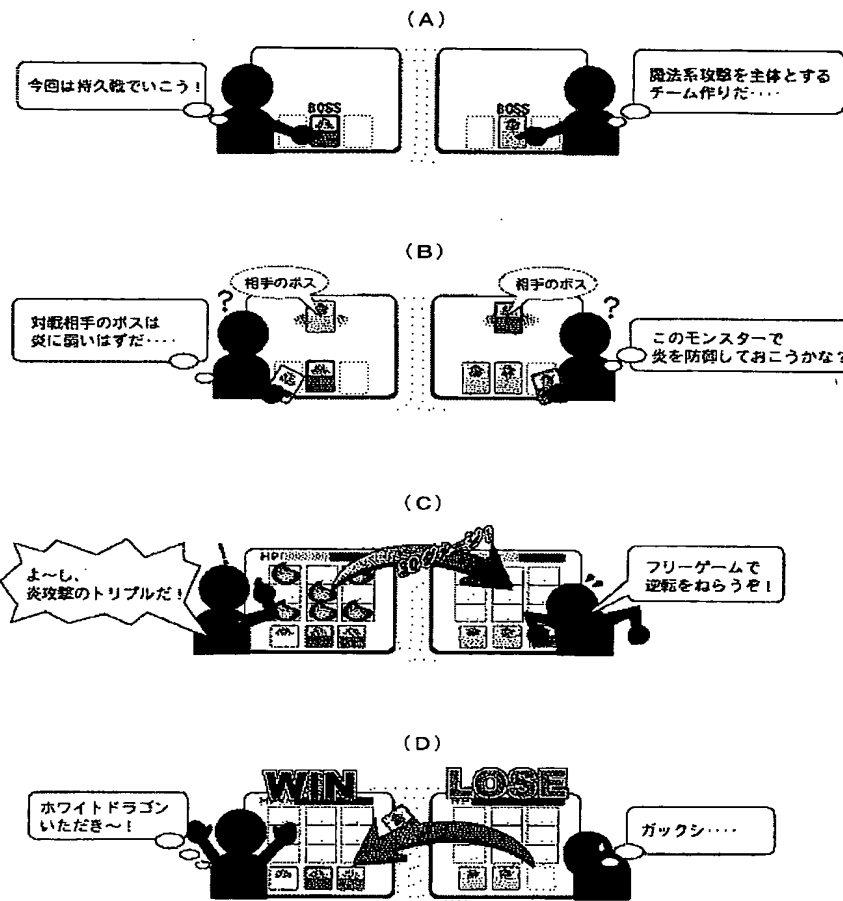 (A)
今回は持久戦でいこう!
BOSS
BOSS
魔法系攻撃を主体とする
チーム作りだ‥‥
(B)
相手のボス
相手のボス
?
?
対戦相手のボスは
炎に弱いはずだ‥‥
このモンスターで
炎を防御しておこうかな?
(C)
よ〜し、
炎攻撃のトリプルだ!
!
HP
フリーゲームで
逆転をねらうぞ!
(D)
WIN
LOSE
ホワイトドラゴン
いただき〜!
ガックシ‥‥